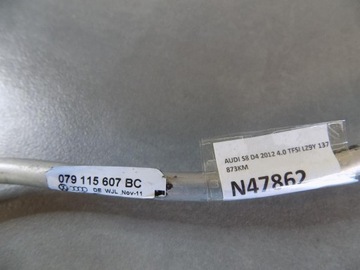 079 115 607 BC
DE WJL Nov-11
AUDI S8 D4 2012 4.0 TFSI LZ9Y 137
873KM
N47862